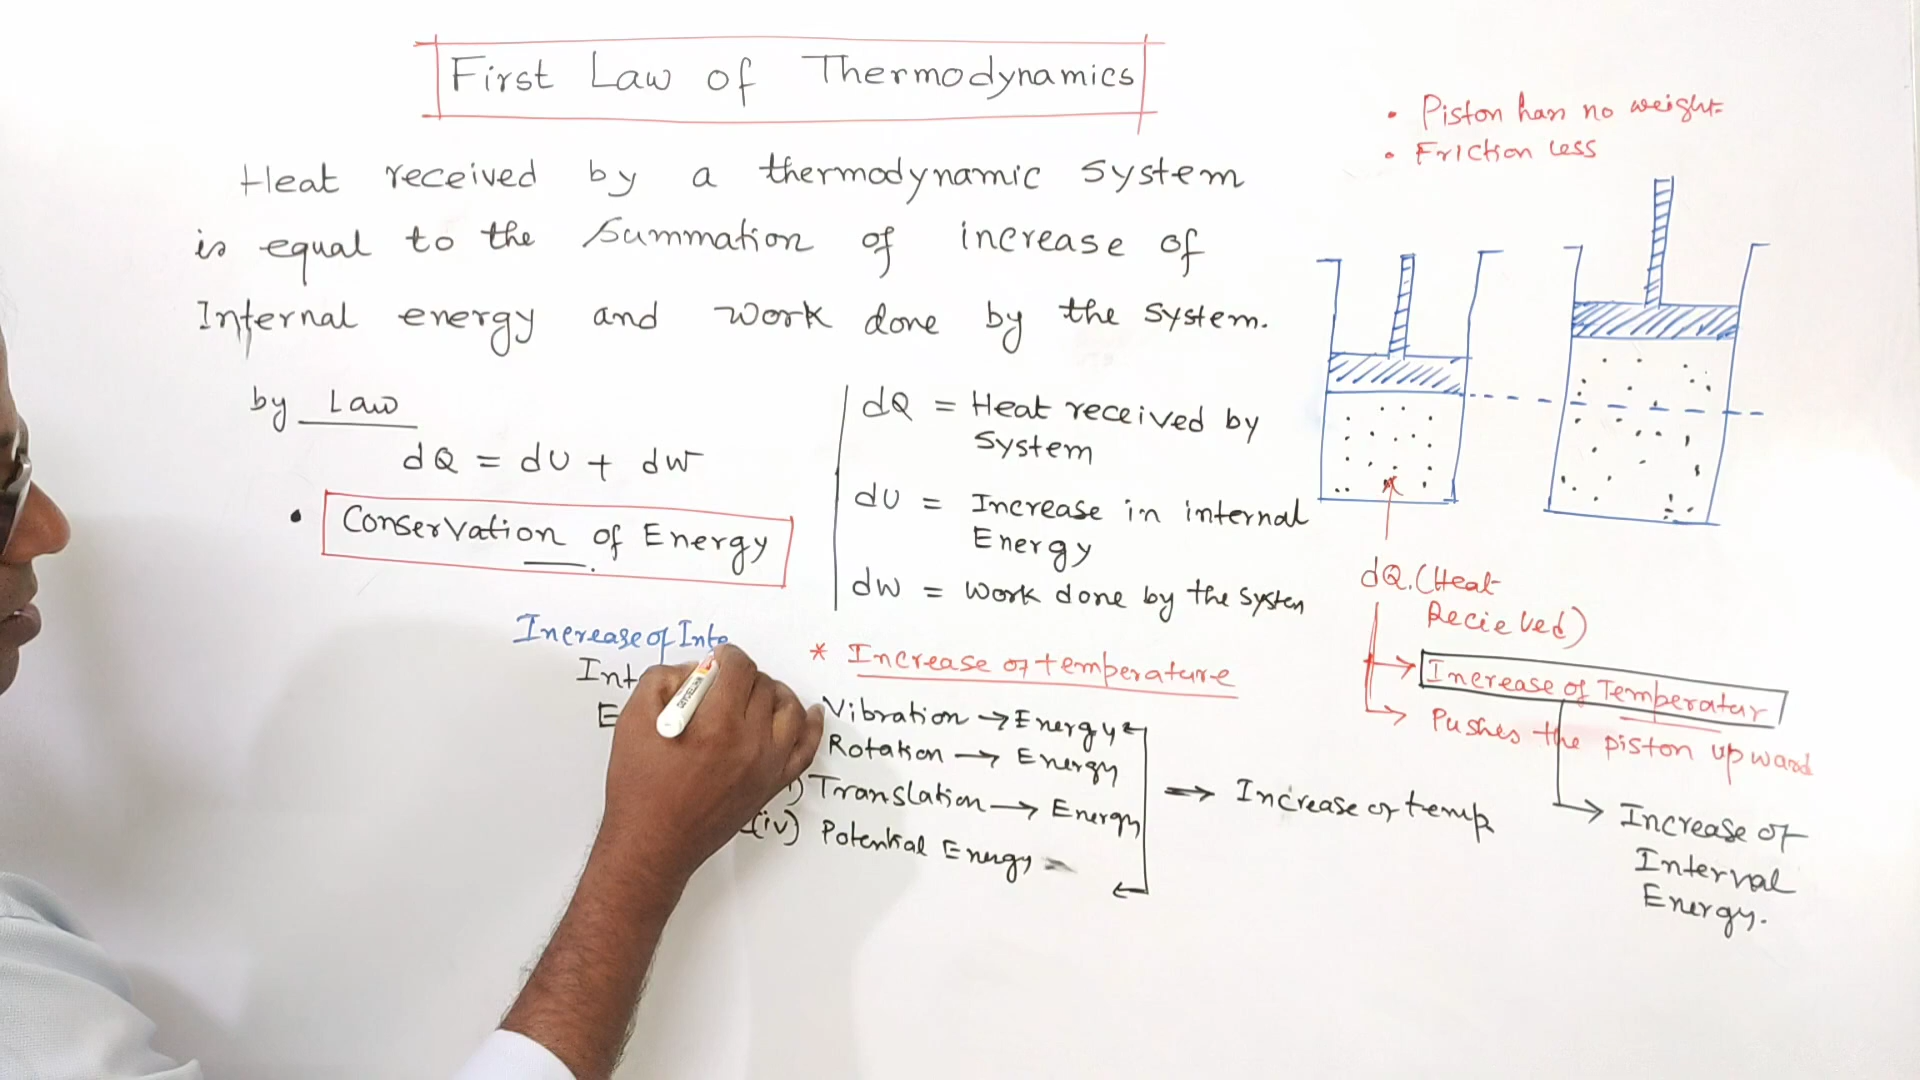 First Law of Thermodynamics
Heat received by a thermodynamic system
is equal to the summation of increase of
Internal energy and work done by the system.
by Law
dQ = dU + dW
• Conservation of Energy
dQ = Heat received by
System
dU = Increase in internal
Energy
dW = Work done by the System
• Piston has no weight.
• Friction less
dQ. (Heat
Recieved)
→ Increase of Temperatur
→ Pushes the piston upward
→ Increase of
Interval
Energy.
Increase of Inte
Int
E
* Increase of temperature
Vibration → Energy
Rotation → Energy
) Translation → Energy
(iv) Potential Energy
→ Increase of temp